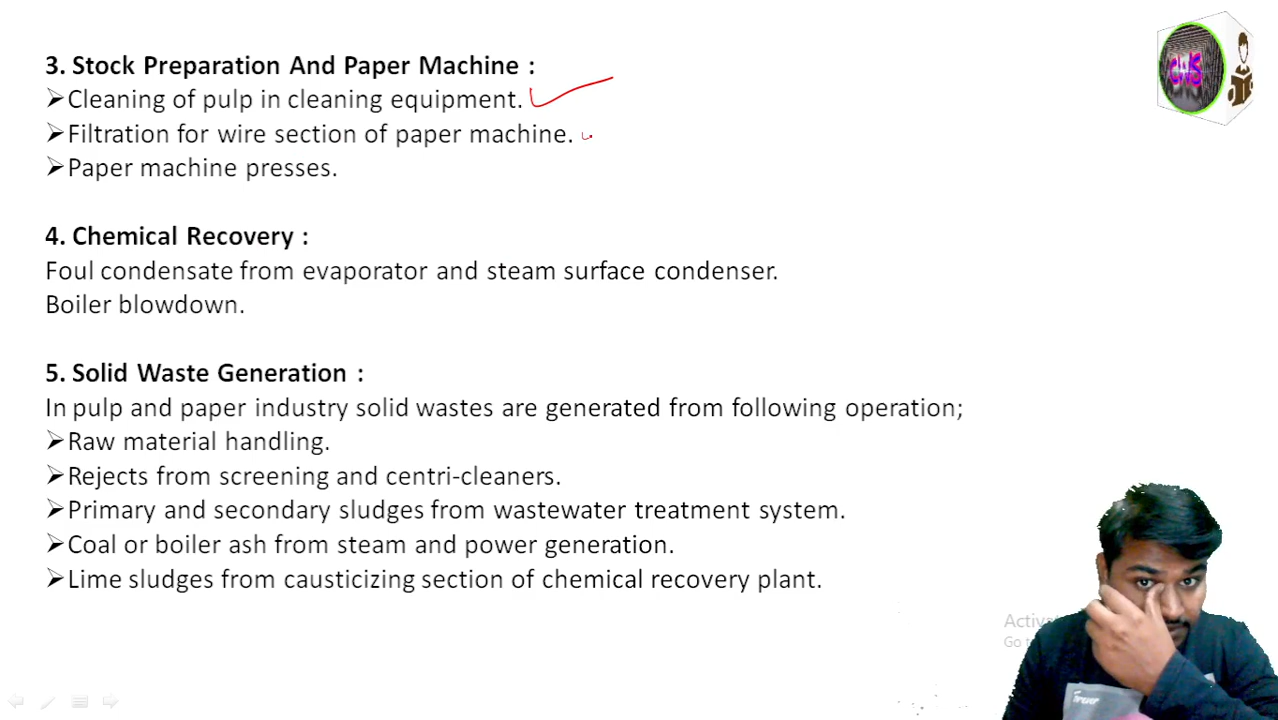 3. Stock Preparation And Paper Machine :
➢Cleaning of pulp in cleaning equipment.
➢Filtration for wire section of paper machine.
➢Paper machine presses.
4. Chemical Recovery :
Foul condensate from evaporator and steam surface condenser.
Boiler blowdown.
5. Solid Waste Generation :
In pulp and paper industry solid wastes are generated from following operation;
➢Raw material handling.
➢Rejects from screening and centri-cleaners.
➢Primary and secondary sludges from wastewater treatment system.
➢Coal or boiler ash from steam and power generation.
➢Lime sludges from causticizing section of chemical recovery plant.
Go to